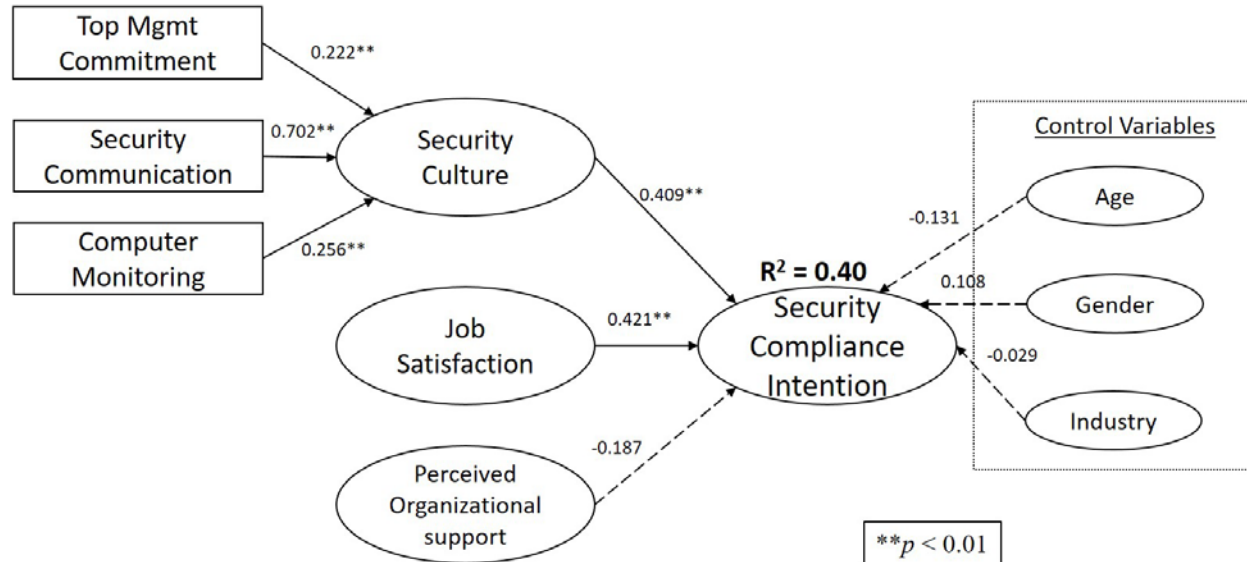 Top Mgmt
Commitment
0.222**
Security
Communication
0.702**
Computer
Monitoring
0.256**
Security
Culture
0.409**
Job
Satisfaction
0.421**
Perceived
Organizational
support
-0.187
R² = 0.40
Security
Compliance
Intention
Control Variables
Age
-0.131
Gender
0.108
Industry
-0.029
**p < 0.01